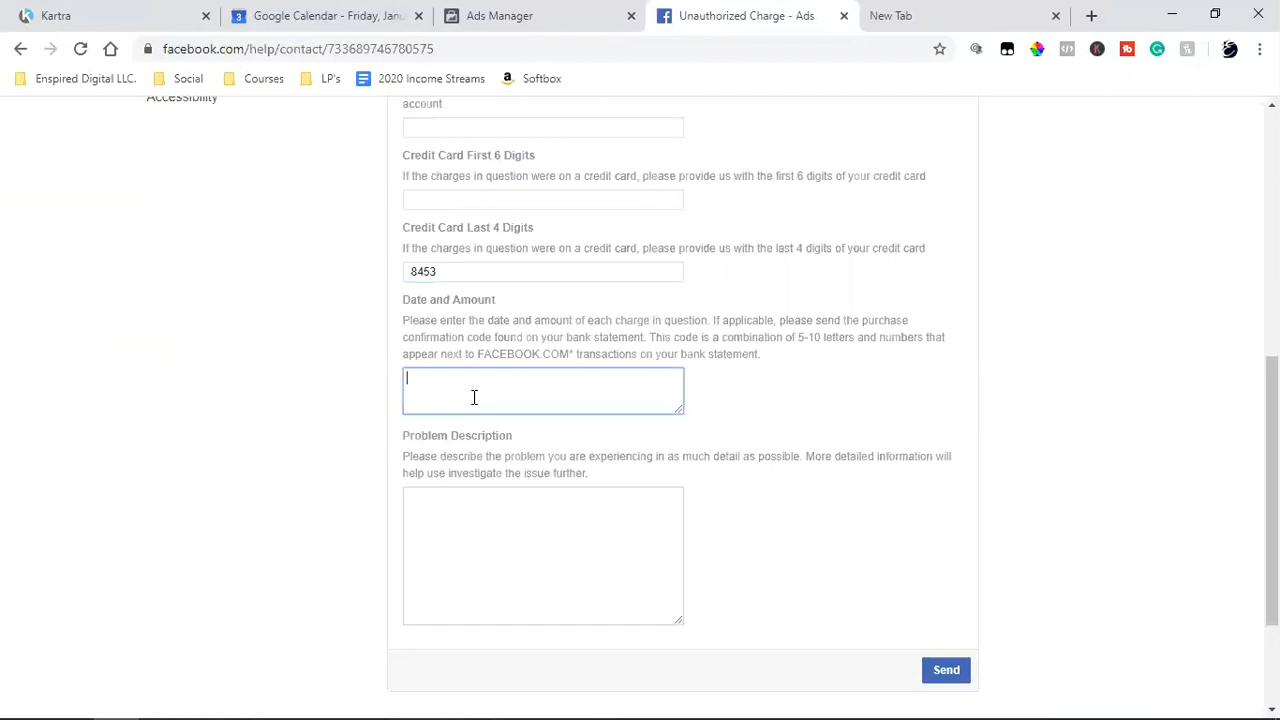 Kartra
Google Calendar - Friday, Janu
Ads Manager
Unauthorized Charge - Ads
New Tab
facebook.com/help/contact/733689746780575
Enspired Digital LLC.
Social
Courses
LP's
2020 Income Streams
Softbox
Accessibility
account
Credit Card First 6 Digits
If the charges in question were on a credit card, please provide us with the first 6 digits of your credit card
Credit Card Last 4 Digits
If the charges in question were on a credit card, please provide us with the last 4 digits of your credit card
8453
Date and Amount
Please enter the date and amount of each charge in question. If applicable, please send the purchase
confirmation code found on your bank statement. This code is a combination of 5-10 letters and numbers that
appear next to FACEBOOK.COM* transactions on your bank statement.
Problem Description
Please describe the problem you are experiencing in as much detail as possible. More detailed information will
help use investigate the issue further.
Send